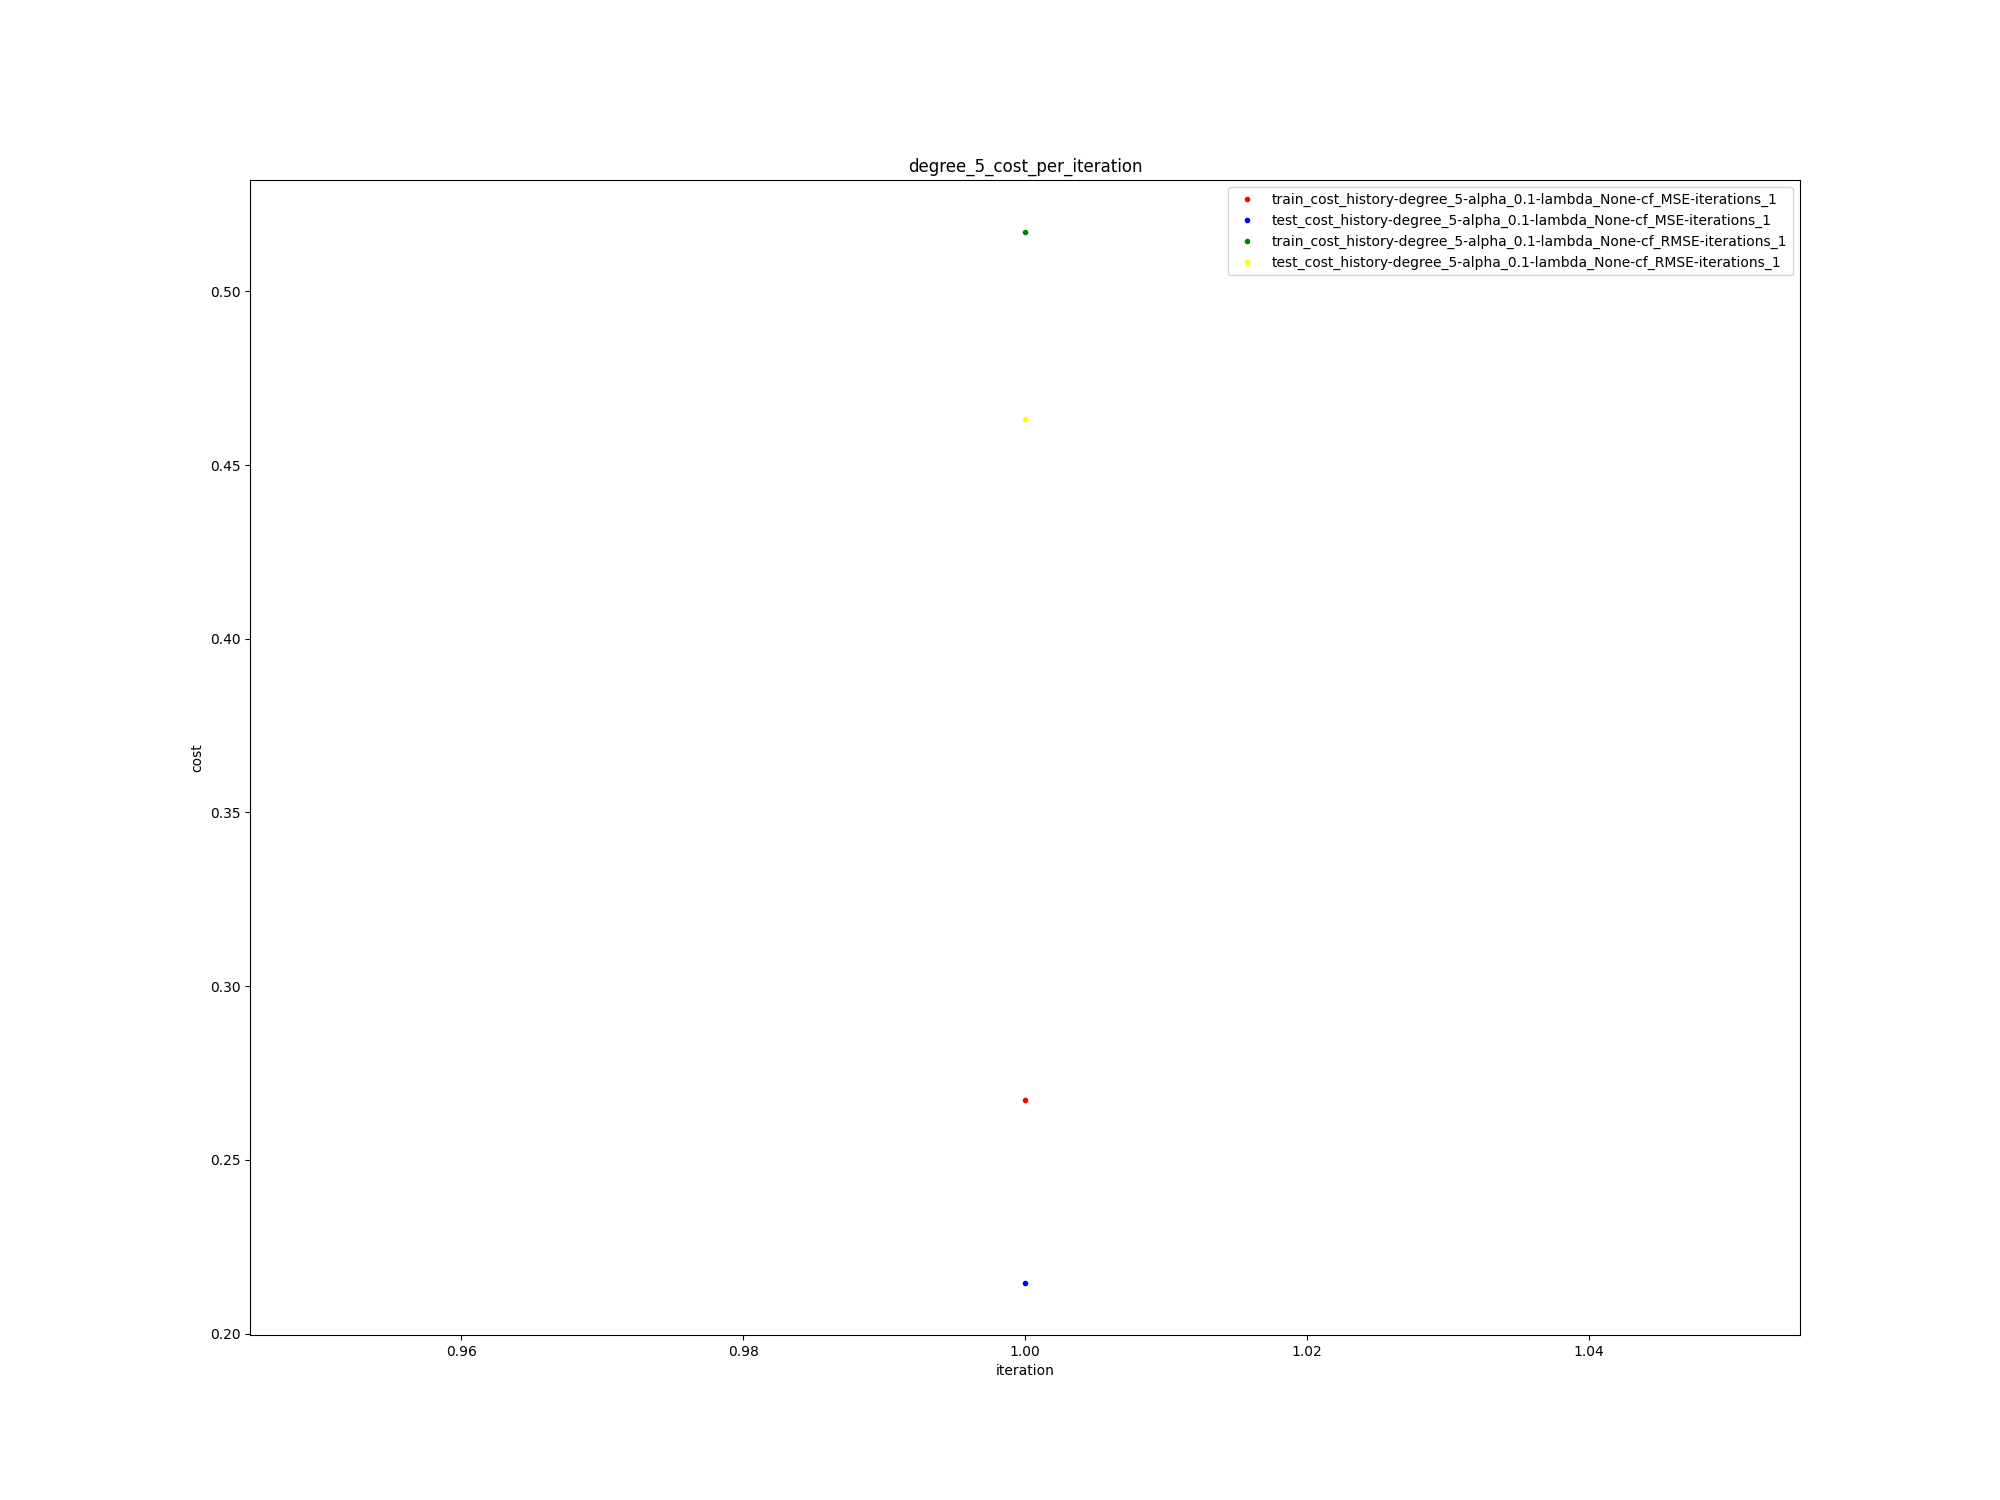 degree_5_cost_per_iteration
train_cost_history-degree_5-alpha_0.1-lambda_None-cf_MSE-iterations_1
test_cost_history-degree_5-alpha_0.1-lambda_None-cf_MSE-iterations_1
train_cost_history-degree_5-alpha_0.1-lambda_None-cf_RMSE-iterations_1
test_cost_history-degree_5-alpha_0.1-lambda_None-cf_RMSE-iterations_1
0.50
0.45
0.40
cost
0.35
0.30
0.25
0.20
0.96 0.98 1.00 1.02 1.04
iteration